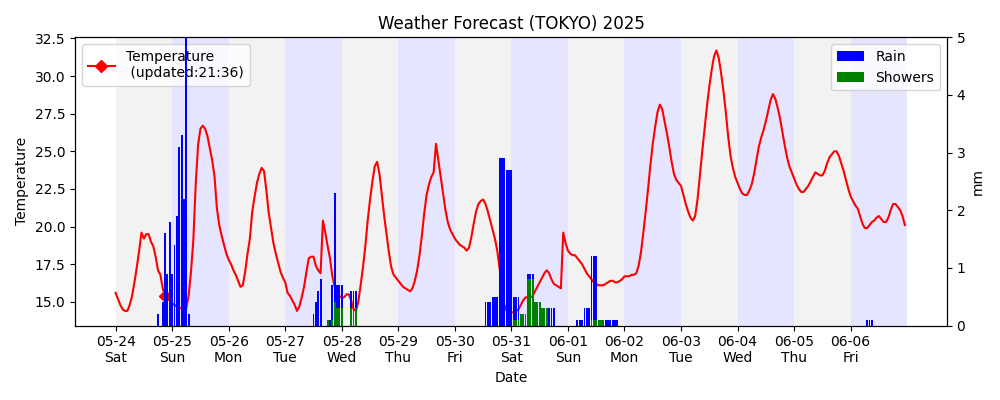 Weather Forecast (TOKYO) 2025
Temperature
(updated:21:36)
Rain
Showers
Temperature
32.5
30.0
27.5
25.0
22.5
20.0
17.5
15.0
5
4
3
2
1
0
mm
05-24 05-25 05-26 05-27 05-28 05-29 05-30 05-31 06-01 06-02 06-03 06-04 06-05 06-06
Sat Sun Mon Tue Wed Thu Fri Sat Sun Mon Tue Wed Thu Fri
Date